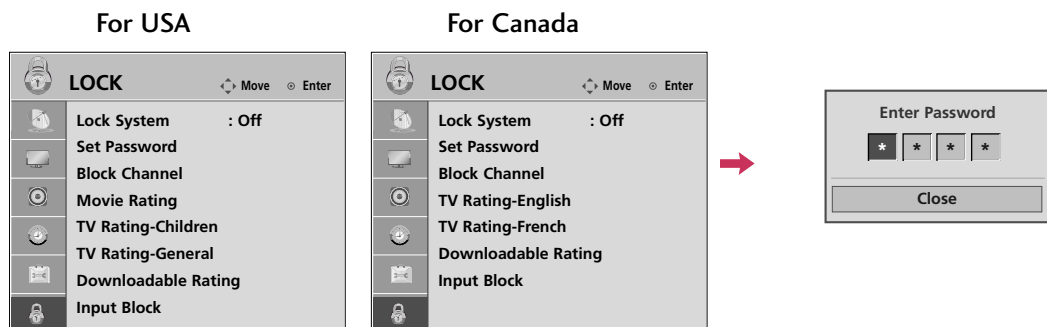 For USA
LOCK
Move
Enter
Lock System : Off
Set Password
Block Channel
Movie Rating
TV Rating-Children
TV Rating-General
Downloadable Rating
Input Block
For Canada
LOCK
Move
Enter
Lock System : Off
Set Password
Block Channel
TV Rating-English
TV Rating-French
Downloadable Rating
Input Block
Enter Password
* * * *
Close